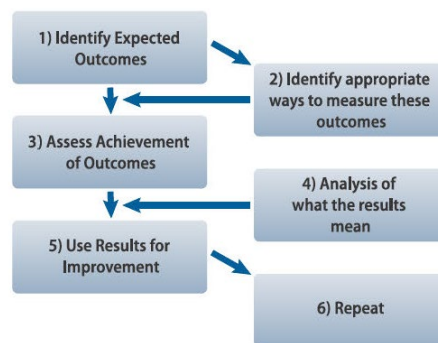 1) Identify Expected
Outcomes
2) Identify appropriate
ways to measure these
outcomes
3) Assess Achievement
of Outcomes
4) Analysis of
what the results
mean
5) Use Results for
Improvement
6) Repeat